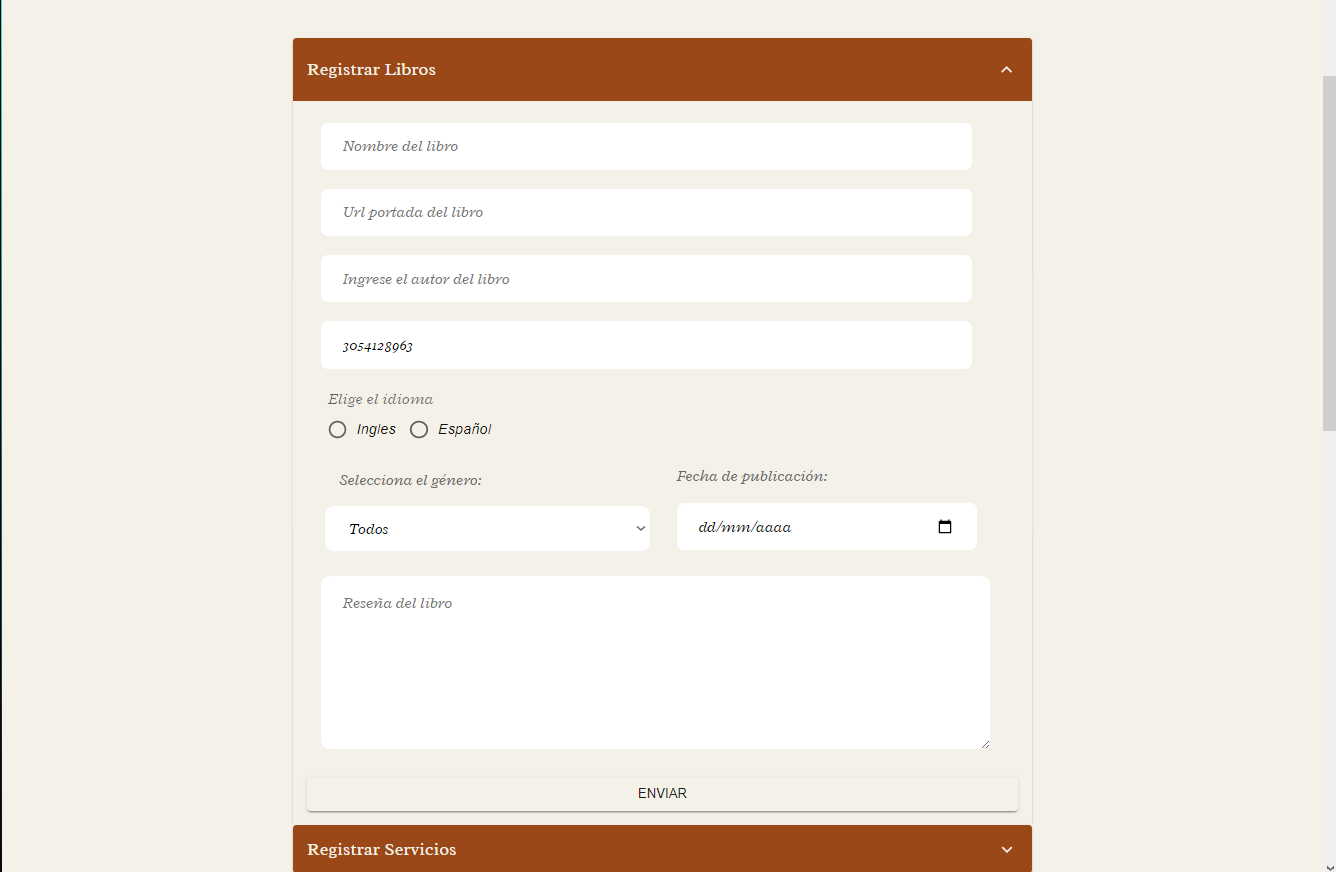 Registrar Libros
Nombre del libro
Url portada del libro
Ingrese el autor del libro
3054128963
Elige el idioma
Ingles Español
Selecciona el género: Fecha de publicación:
Todos dd/mm/aaaa
Reseña del libro
ENVIAR
Registrar Servicios